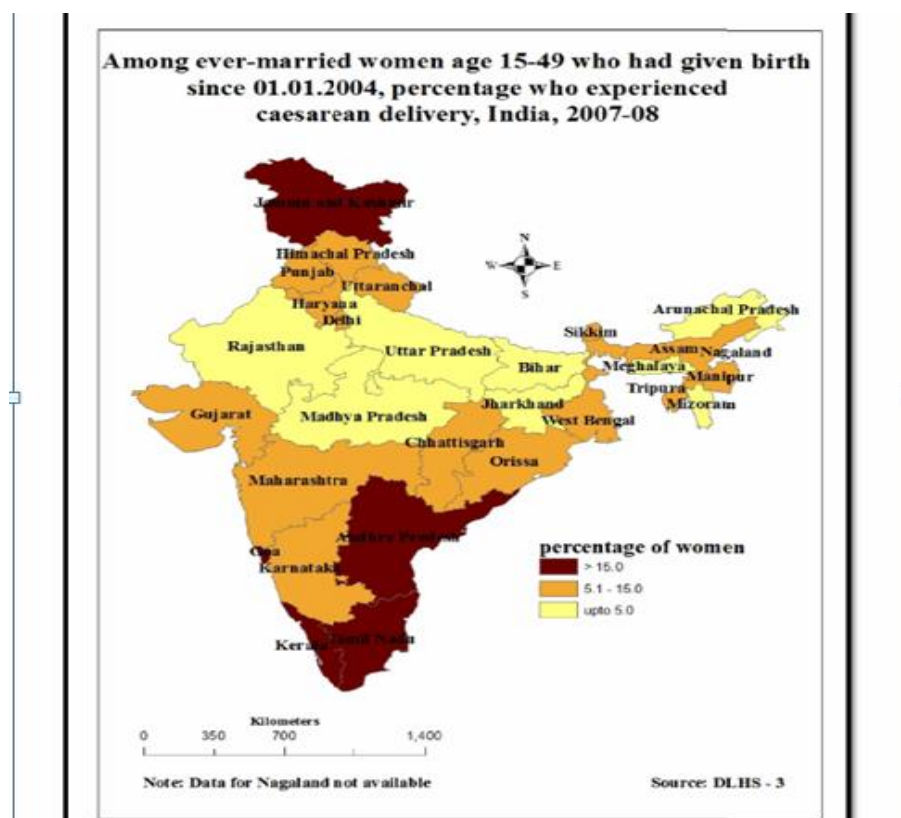 Among ever-married women age 15-49 who had given birth
since 01.01.2004, percentage who experienced
caesarean delivery, India, 2007-08
Jammu and Kashmir
N
Himachal Pradesh
W E
Punjab
S
Uttaranchal
Haryana
Arunachal Pradesh
Delhi
Sikkim
Rajasthan
Uttar Pradesh
Assam
Nagaland
Bihar
Meghalaya
Manipur
Tripura
Jharkhand
Mizoram
Gujarat
Madhya Pradesh
West Bengal
Chhattisgarh
Orissa
Maharashtra
Andhra Pradesh
percentage of women
Goa
> 15.0
Karnataka
5.1 - 15.0
upto 5.0
Kerala
Tamil Nadu
Kilometers
0 350 700 1,400
Note: Data for Nagaland not available
Source: DLHS - 3